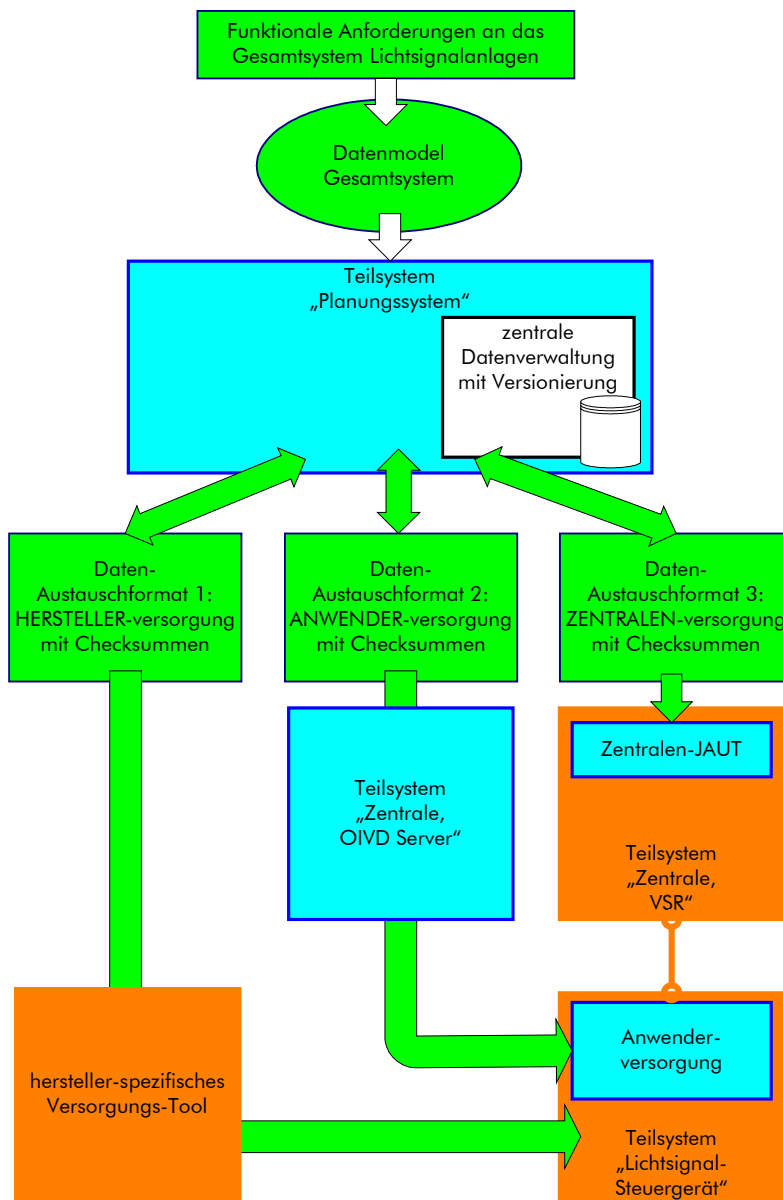 Funktionale Anforderungen an das
Gesamtsystem Lichtsignalanlagen
Datenmodel
Gesamtsystem
Teilsystem
„Planungssystem“
zentrale
Datenverwaltung
mit Versionierung
Daten-
Austauschformat 1:
HERSTELLER-versorgung
mit Checksummen
Daten-
Austauschformat 2:
ANWENDER-versorgung
mit Checksummen
Daten-
Austauschformat 3:
ZENTRALEN-versorgung
mit Checksummen
Zentralen-JAUT
Teilsystem
„Zentrale,
OIVD Server“
Teilsystem
„Zentrale,
VSR“
Anwender-
versorgung
hersteller-spezifisches
Versorgungs-Tool
Teilsystem
„Lichtsignal-
Steuergerät“